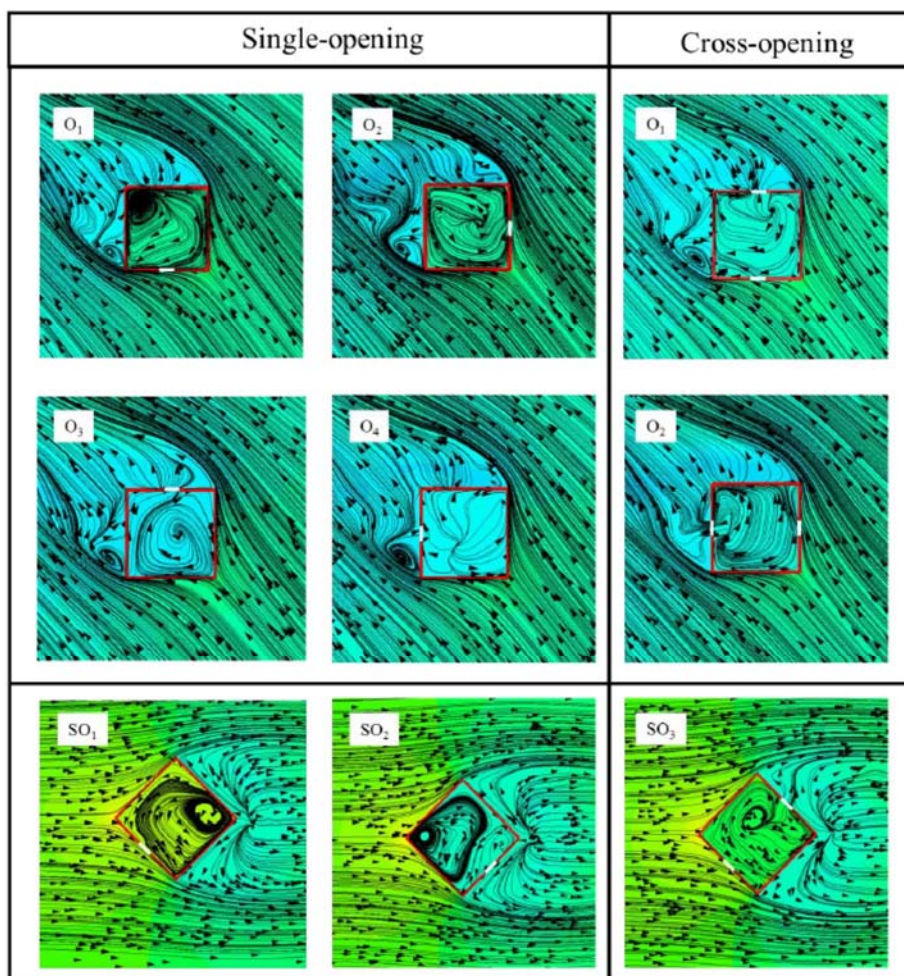 Single-opening
Cross-opening
O₁
O₂
O₁
O₃
O₄
O₂
SO₁
SO₂
SO₃